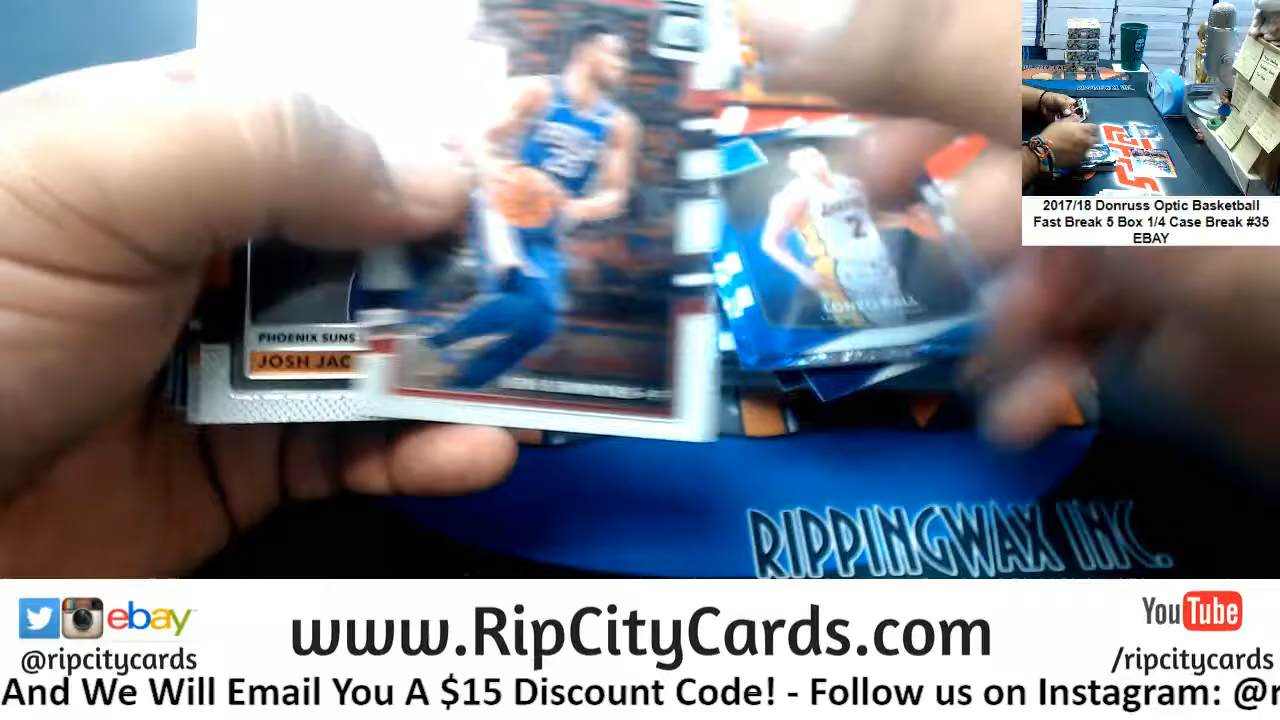 2017/18 Donruss Optic Basketball
Fast Break 5 Box 1/4 Case Break #35
EBAY
2
LONZO BALL
PHOENIX SUNS
JOSH JAC
RIPPINGWAX INC.
ebay
@ripcitycards
www.RipCityCards.com
YouTube
/ripcitycards
And We Will Email You A $15 Discount Code! - Follow us on Instagram: @r